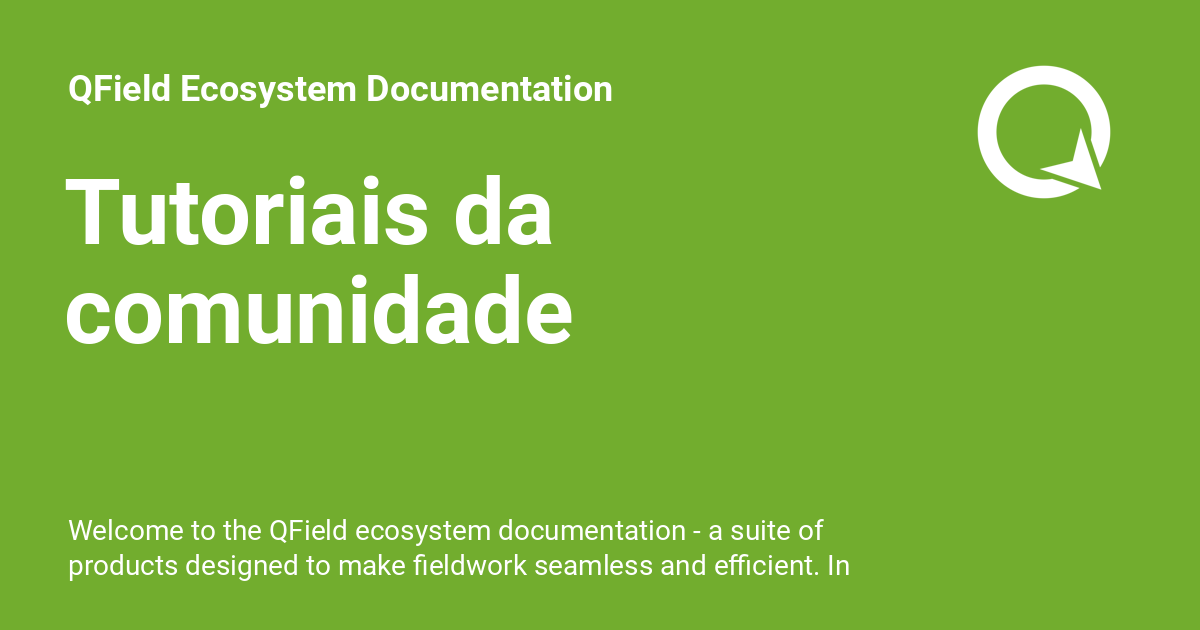 QField Ecosystem Documentation
Tutoriais da
comunidade
Welcome to the QField ecosystem documentation - a suite of
products designed to make fieldwork seamless and efficient. In